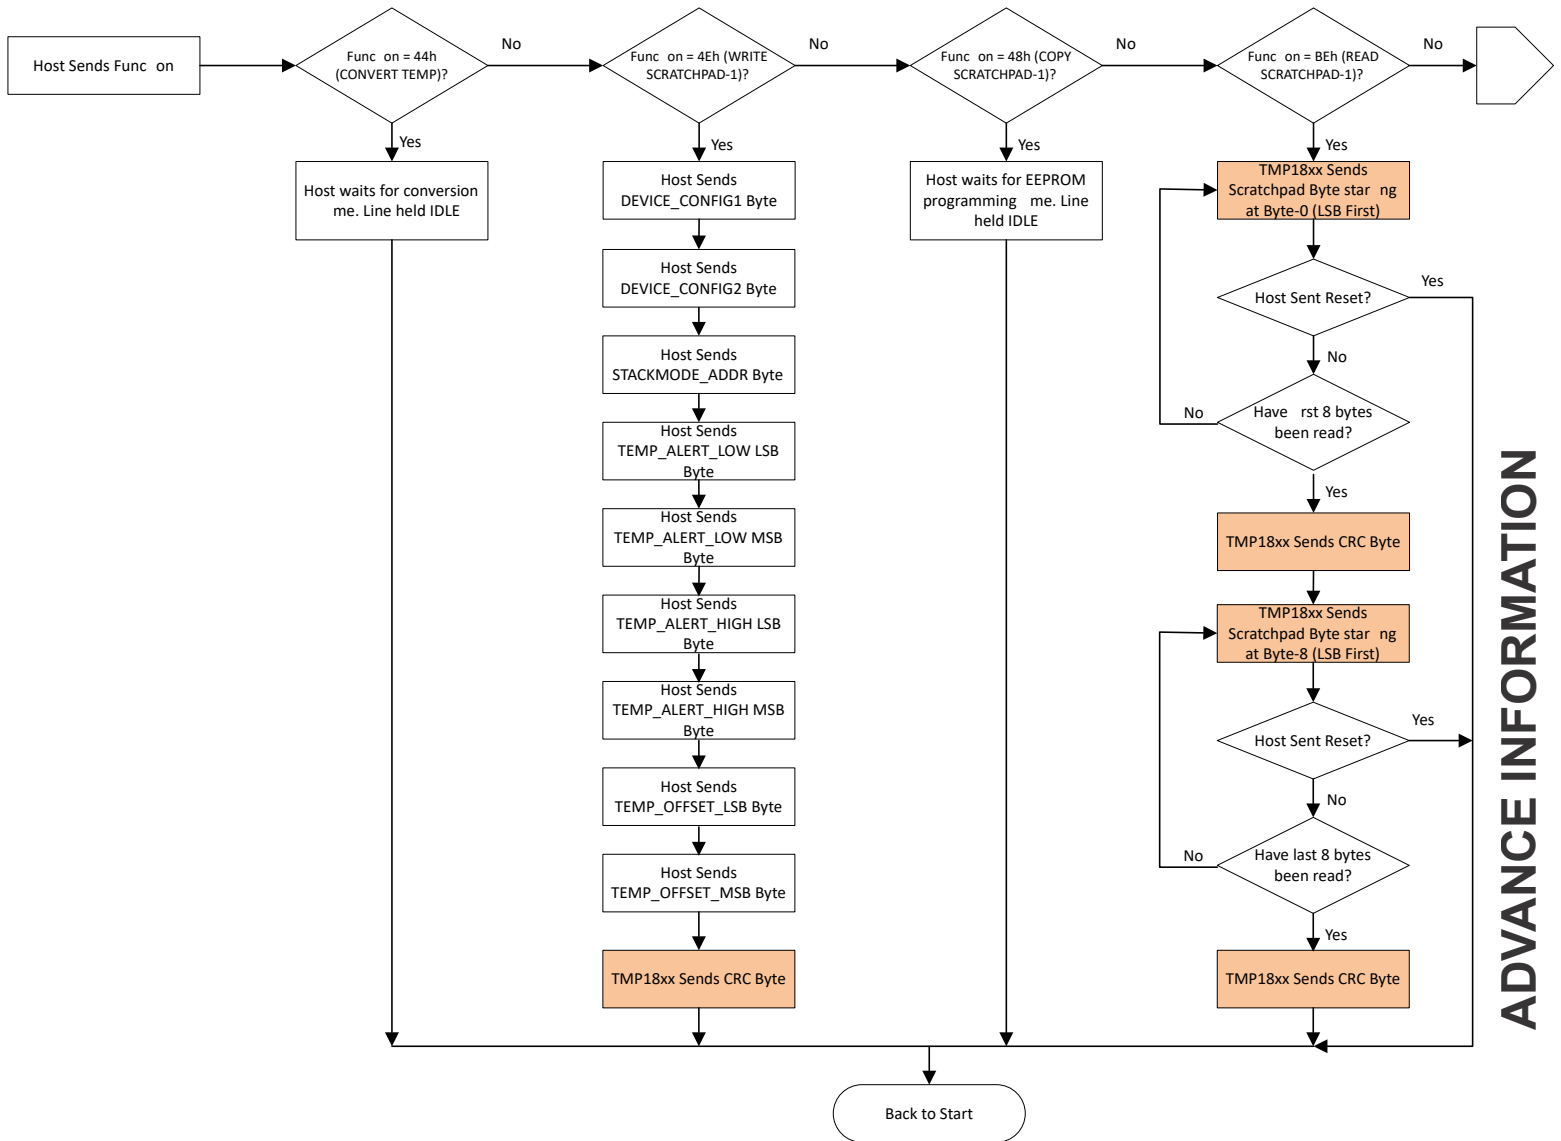 Host Sends Func on
Func on = 44h
(CONVERT TEMP)?
No
Yes
Func on = 4Eh (WRITE
SCRATCHPAD-1)?
No
Yes
Func on = 48h (COPY
SCRATCHPAD-1)?
No
Yes
Func on = BEh (READ
SCRATCHPAD-1)?
No
Yes
Host waits for conversion
me. Line held IDLE
Host Sends
DEVICE_CONFIG1 Byte
Host Sends
DEVICE_CONFIG2 Byte
Host Sends
STACKMODE_ADDR Byte
Host Sends
TEMP_ALERT_LOW LSB
Byte
Host Sends
TEMP_ALERT_LOW MSB
Byte
Host Sends
TEMP_ALERT_HIGH LSB
Byte
Host Sends
TEMP_ALERT_HIGH MSB
Byte
Host Sends
TEMP_OFFSET_LSB Byte
Host Sends
TEMP_OFFSET_MSB Byte
TMP18xx Sends CRC Byte
Host waits for EEPROM
programming me. Line
held IDLE
TMP18xx Sends
Scratchpad Byte star ng
at Byte-0 (LSB First)
Host Sent Reset?
Yes
No
Have rst 8 bytes
been read?
No
Yes
TMP18xx Sends CRC Byte
TMP18xx Sends
Scratchpad Byte star ng
at Byte-8 (LSB First)
Host Sent Reset?
Yes
No
Have last 8 bytes
been read?
No
Yes
TMP18xx Sends CRC Byte
Back to Start
ADVANCE INFORMATION